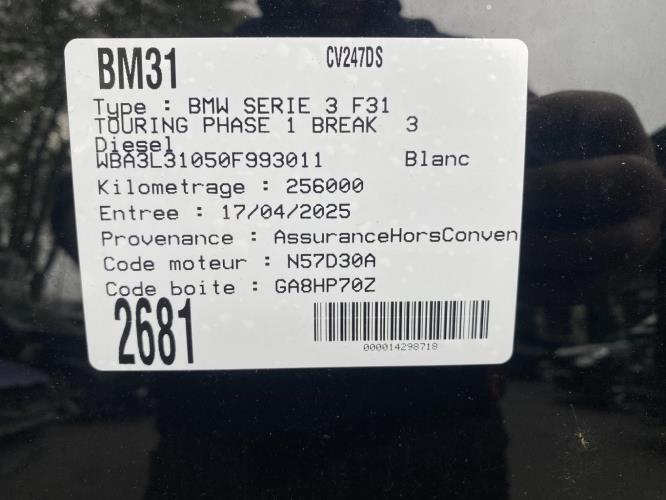 BM31 CV247DS
Type : BMW SERIE 3 F31
TOURING PHASE 1 BREAK 3
Diesel
WBA3L31050F993011 Blanc
Kilometrage : 256000
Entree : 17/04/2025
Provenance : AssuranceHorsConven
Code moteur : N57D30A
Code boite : GA8HP70Z
2681
000014298718